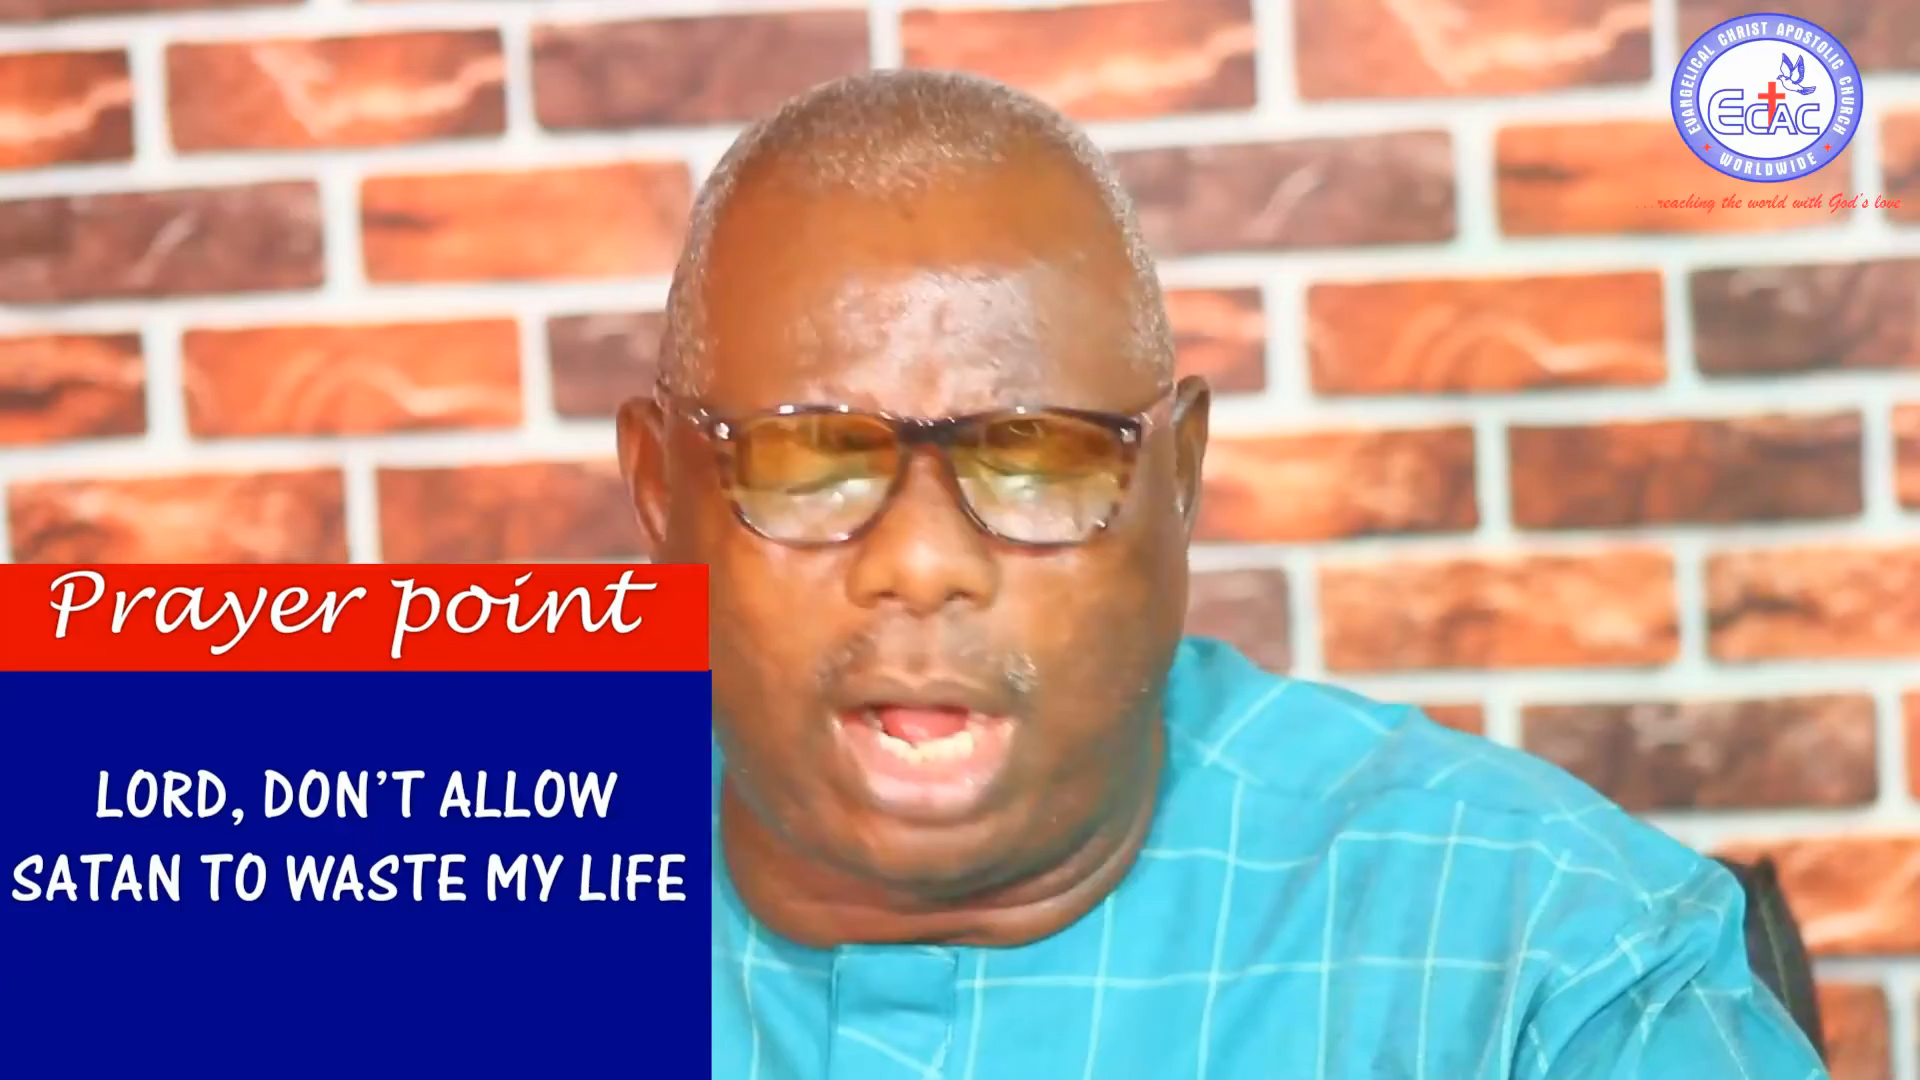 EVANGELICAL CHRIST APOSTOLIC CHURCH
ECAC
WORLDWIDE
...reaching the world with God's love
Prayer point
LORD, DON'T ALLOW
SATAN TO WASTE MY LIFE